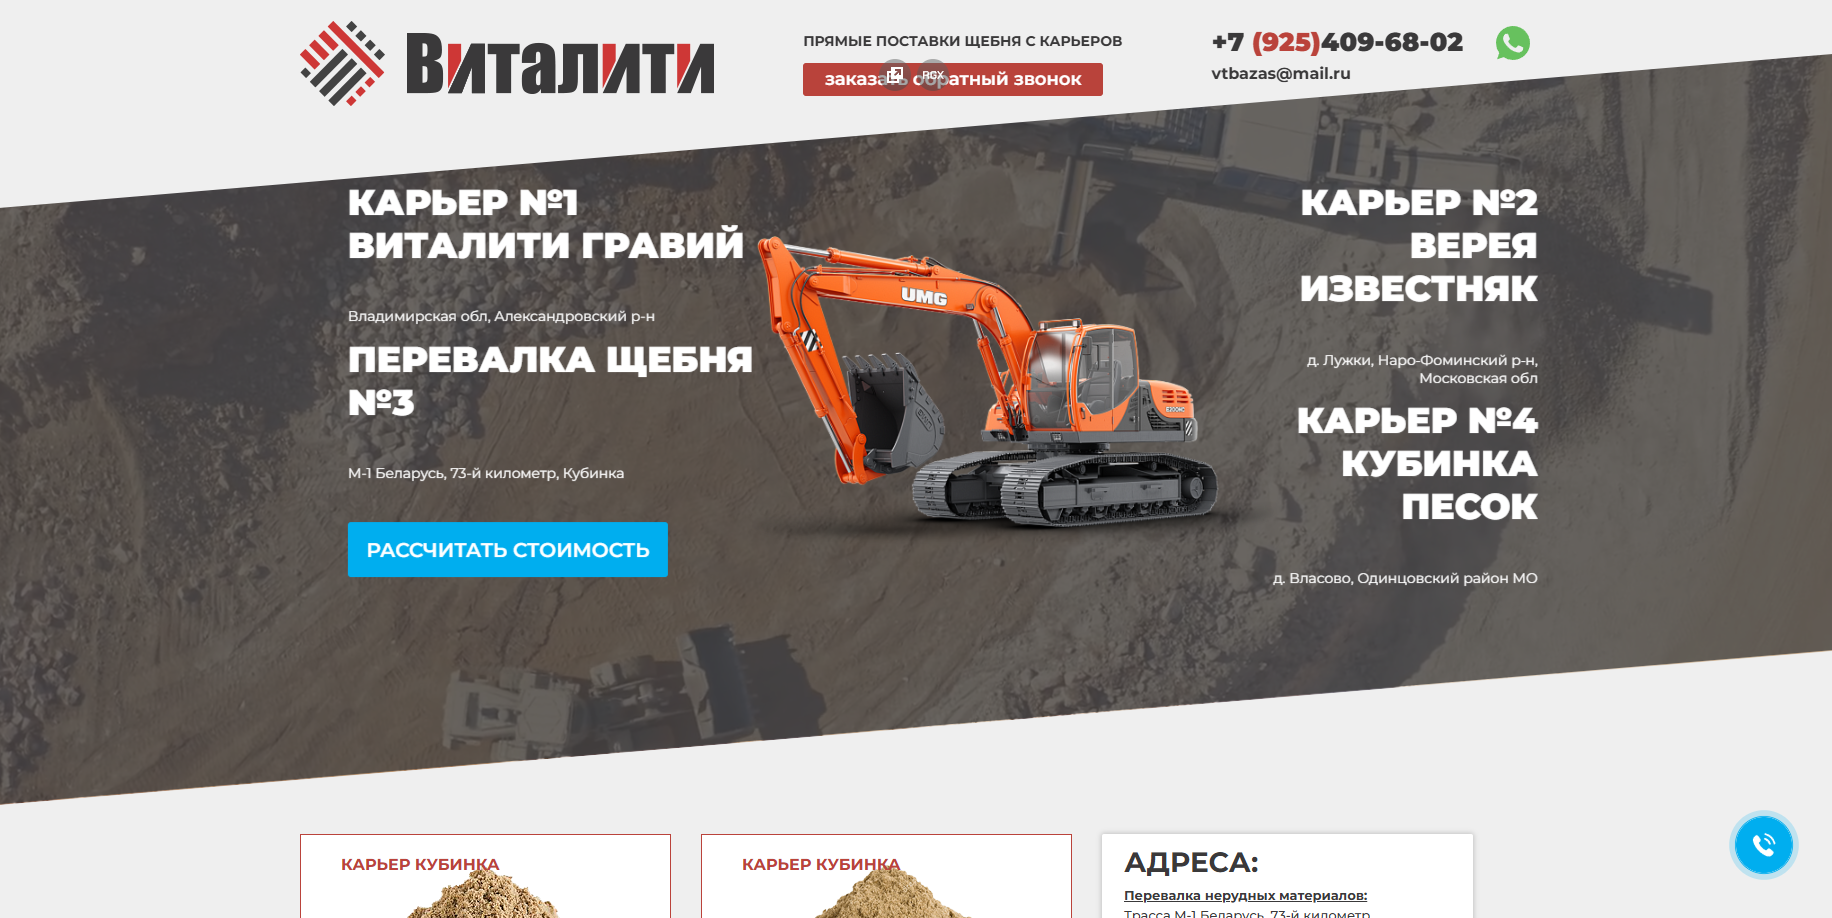 Виталити
ПРЯМЫЕ ПОСТАВКИ ЩЕБНЯ С КАРЬЕРОВ
заказать обратный звонок
+7 (925)409-68-02
vtbazas@mail.ru
КАРЬЕР №1
ВИТАЛИТИ ГРАВИЙ
Владимирская обл, Александровский р-н
ПЕРЕВАЛКА ЩЕБНЯ
№3
М-1 Беларусь, 73-й километр, Кубинка
РАССЧИТАТЬ СТОИМОСТЬ
UMG
E200HC
КАРЬЕР №2
ВЕРЕЯ
ИЗВЕСТНЯК
д. Лужки, Наро-Фоминский р-н,
Московская обл
КАРЬЕР №4
КУБИНКА
ПЕСОК
д. Власово, Одинцовский район МО
КАРЬЕР КУБИНКА
КАРЬЕР КУБИНКА
АДРЕСА:
Перевалка нерудных материалов:
Трасса М-1 Беларусь, 73-й километр